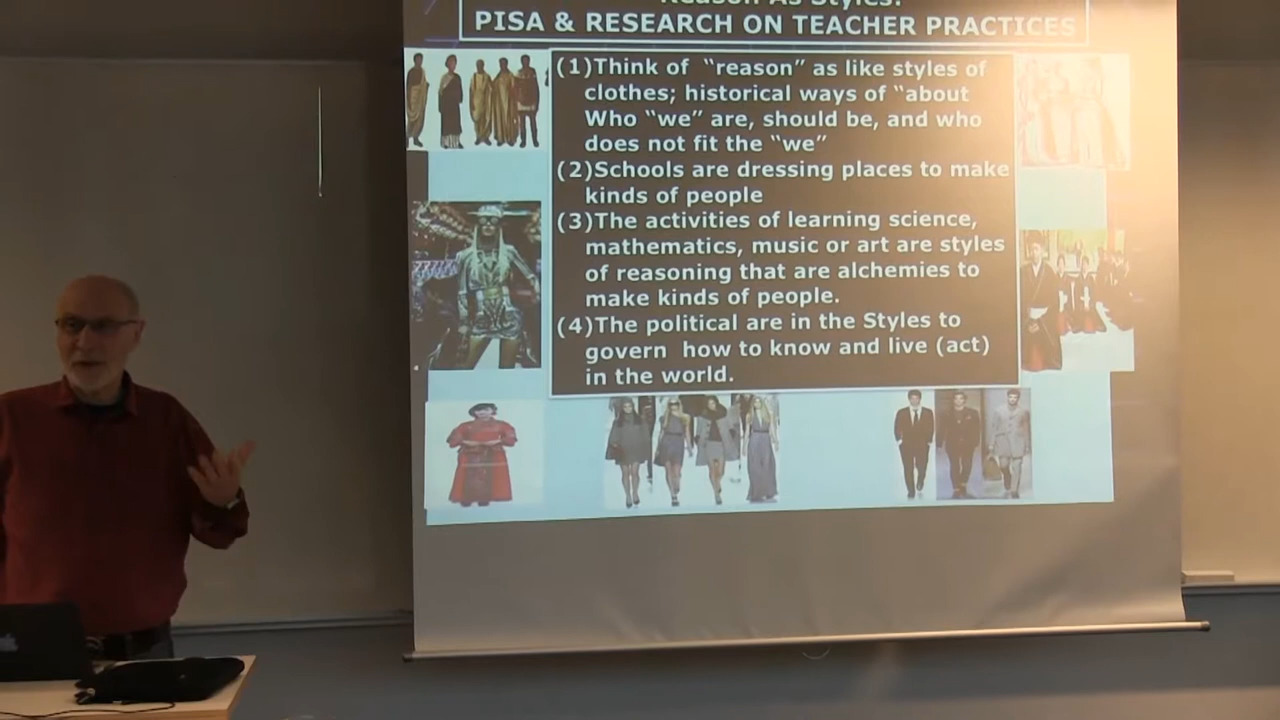 Reason As Styles:
PISA & RESEARCH ON TEACHER PRACTICES
(1)Think of "reason" as like styles of
clothes; historical ways of "about
Who "we" are, should be, and who
does not fit the "we"
(2)Schools are dressing places to make
kinds of people
(3)The activities of learning science,
mathematics, music or art are styles
of reasoning that are alchemies to
make kinds of people.
(4)The political are in the Styles to
govern how to know and live (act)
in the world.